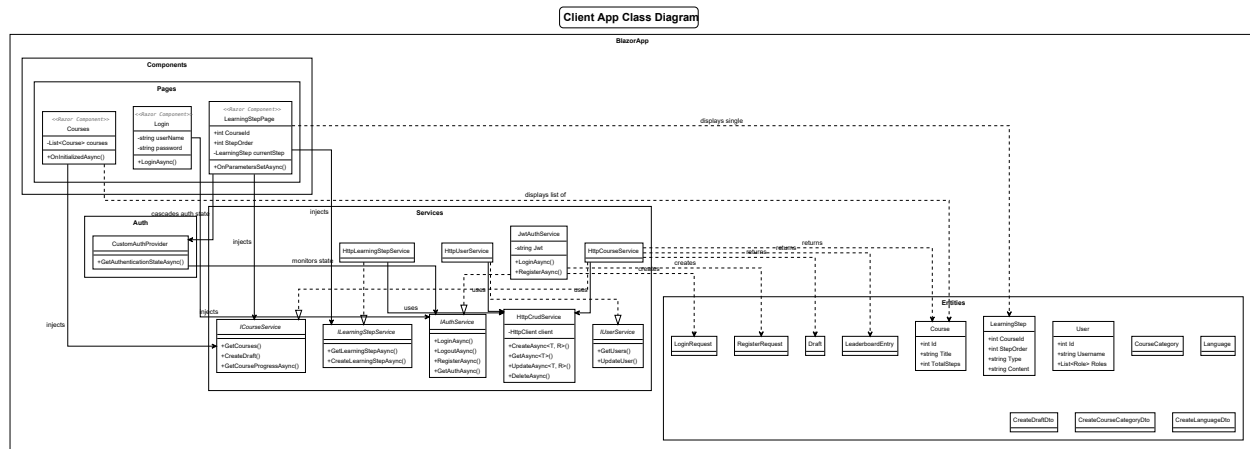 Client App Class Diagram
BlazorApp
Components
Pages
<<Razor Component>>
Courses
-List<Course> courses
+OnInitializedAsync()
<<Razor Component>>
Login
-string userName
-string password
+LoginAsync()
<<Razor Component>>
LearningStepPage
+int CourseId
+int StepOrder
-LearningStep currentStep
+OnParametersSetAsync()
displays single
displays list of
cascades auth state
injects
Auth
CustomAuthProvider
+GetAuthenticationStateAsync()
injects
monitors state
injects
injects
Services
HttpLearningStepService
HttpUserService
JwtAuthService
-string Jwt
+LoginAsync()
+RegisterAsync()
HttpCourseService
returns
returns
returns
creates
creates
uses
uses
uses
ICourseService
+GetCourses()
+CreateDraft()
+GetCourseProgressAsync()
ILearningStepService
+GetLearningStepAsync()
+CreateLearningStepAsync()
IAuthService
+LoginAsync()
+LogoutAsync()
+RegisterAsync()
+GetAuthAsync()
HttpCrudService
-HttpClient client
+CreateAsync<T, R>()
+GetAsync<T>()
+UpdateAsync<T, R>()
+DeleteAsync()
IUserService
+GetUsers()
+UpdateUser()
Entities
LoginRequest
RegisterRequest
Draft
LeaderboardEntry
Course
+int Id
+string Title
+int TotalSteps
LearningStep
+int CourseId
+int StepOrder
+string Type
+string Content
User
+int Id
+string Username
+List<Role> Roles
CourseCategory
Language
CreateDraftDto
CreateCourseCategoryDto
CreateLanguageDto